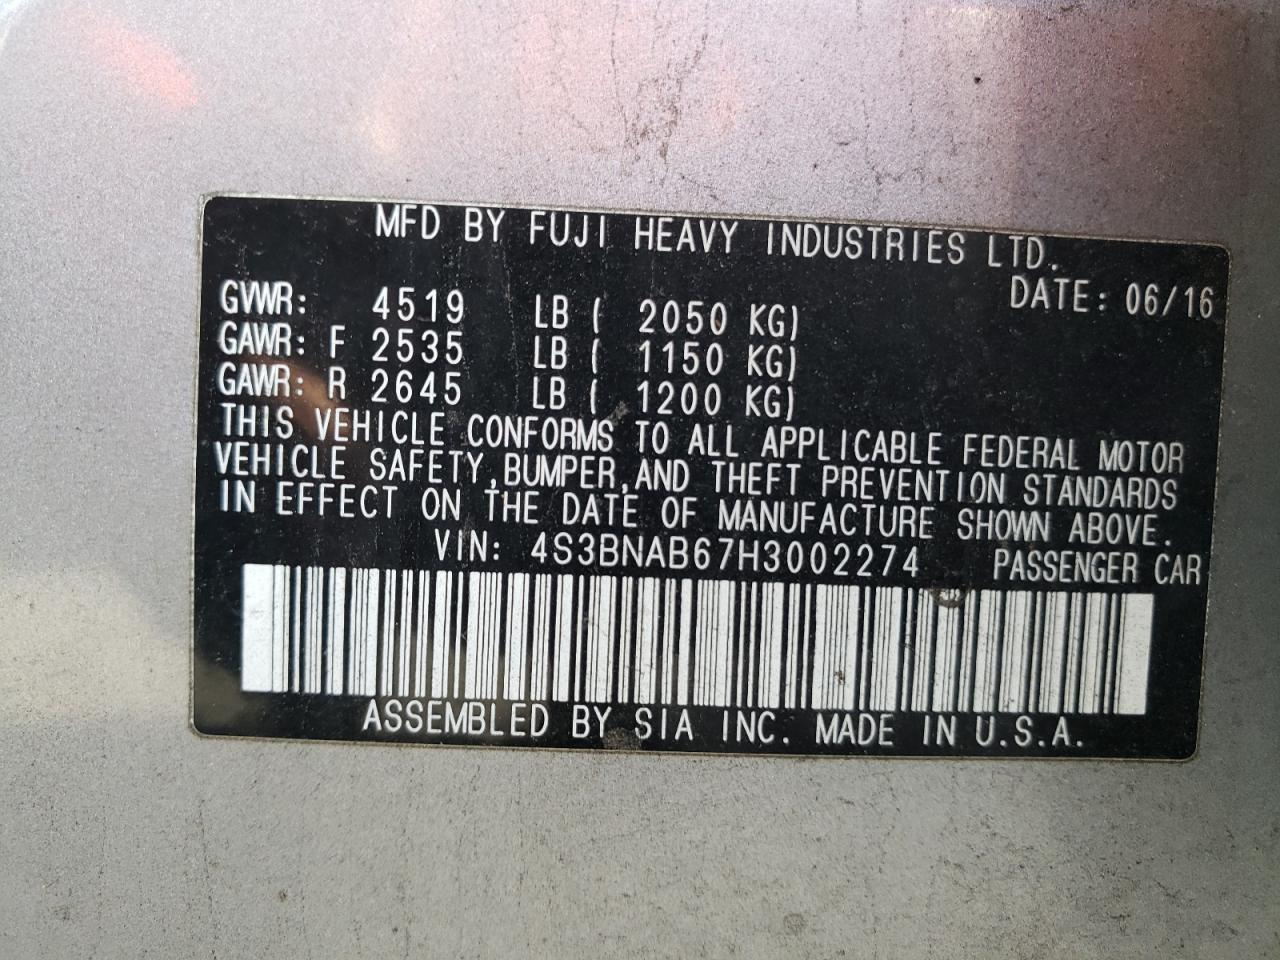 MFD BY FUJI HEAVY INDUSTRIES LTD.
DATE: 06/16
GVWR: 4519 LB ( 2050 KG)
GAWR: F 2535 LB ( 1150 KG)
GAWR: R 2645 LB ( 1200 KG)
THIS VEHICLE CONFORMS TO ALL APPLICABLE FEDERAL MOTOR
VEHICLE SAFETY,BUMPER,AND THEFT PREVENTION STANDARDS
IN EFFECT ON THE DATE OF MANUFACTURE SHOWN ABOVE.
VIN: 4S3BNAB67H3002274 PASSENGER CAR
ASSEMBLED BY SIA INC. MADE IN U.S.A.